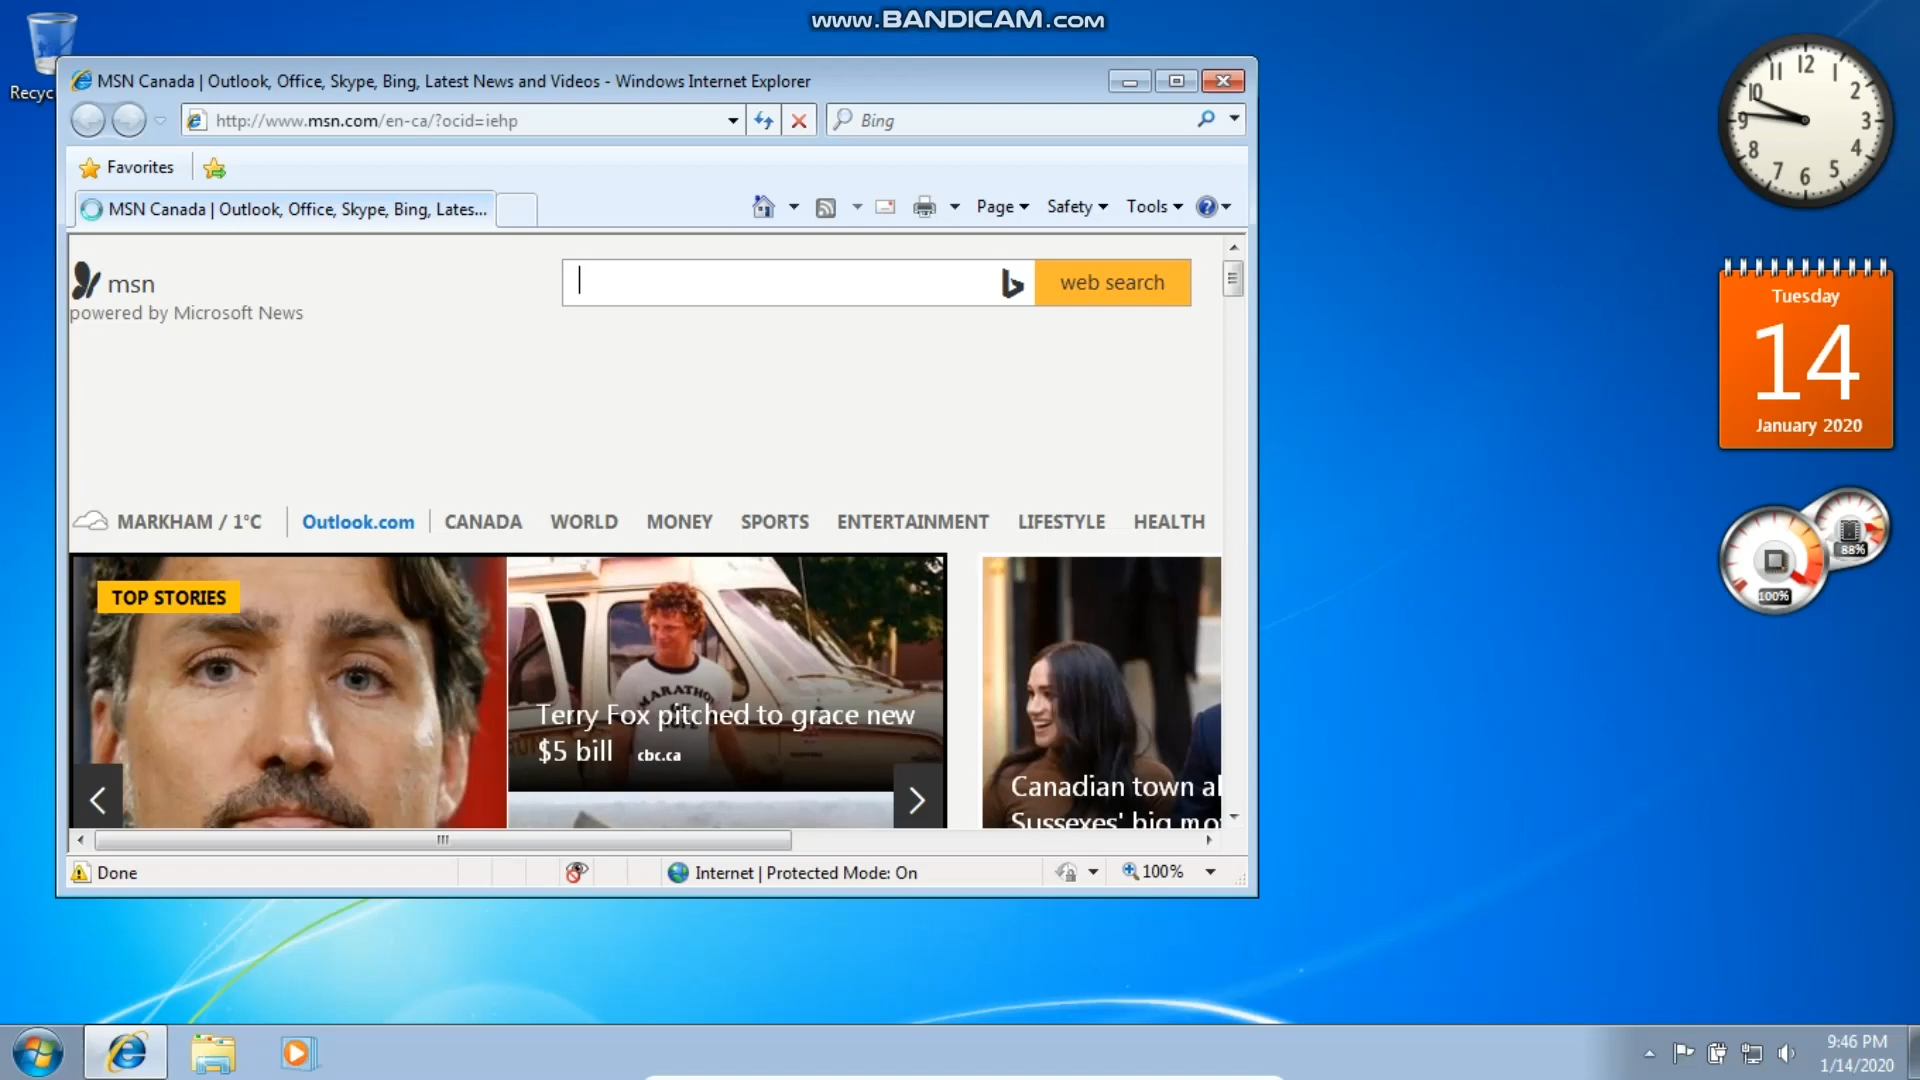 www.BANDICAM.com
Recyc
MSN Canada | Outlook, Office, Skype, Bing, Latest News and Videos - Windows Internet Explorer
http://www.msn.com/en-ca/?ocid=iehp
Bing
Favorites
MSN Canada | Outlook, Office, Skype, Bing, Lates...
Page
Safety
Tools
msn
powered by Microsoft News
web search
MARKHAM / 1°C
Outlook.com
CANADA
WORLD
MONEY
SPORTS
ENTERTAINMENT
LIFESTYLE
HEALTH
TOP STORIES
MARATHO
Terry Fox pitched to grace new
$5 bill cbc.ca
Canadian town al
Sussexes' big mo
Done
Internet | Protected Mode: On
100%
12
1
2
3
4
5
6
7
8
9
10
11
Tuesday
14
January 2020
88%
100%
9:46 PM
1/14/2020